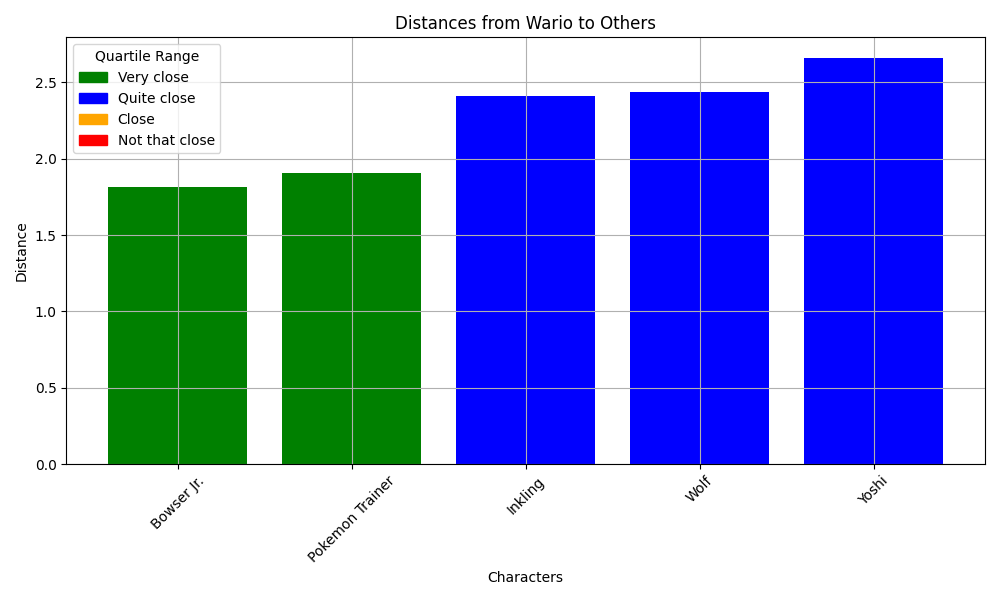 Distances from Wario to Others
Quartile Range
Very close
Quite close
Close
Not that close
Distance
2.5
2.0
1.5
1.0
0.5
0.0
Bowser Jr.
Pokemon Trainer
Inkling
Wolf
Yoshi
Characters